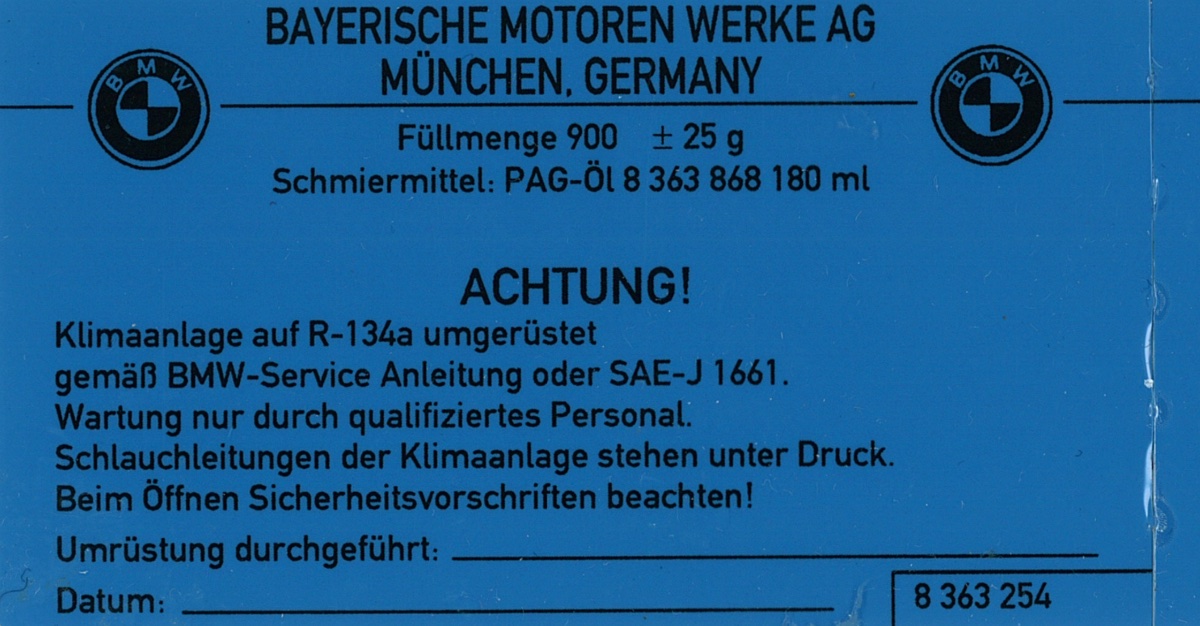 BAYERISCHE MOTOREN WERKE AG
MÜNCHEN, GERMANY
BMW
BMW
Füllmenge 900 ± 25 g
Schmiermittel: PAG-Öl 8 363 868 180 ml
ACHTUNG!
Klimaanlage auf R-134a umgerüstet
gemäß BMW-Service Anleitung oder SAE-J 1661.
Wartung nur durch qualifiziertes Personal.
Schlauchleitungen der Klimaanlage stehen unter Druck.
Beim Öffnen Sicherheitsvorschriften beachten!
Umrüstung durchgeführt:
Datum:
8 363 254